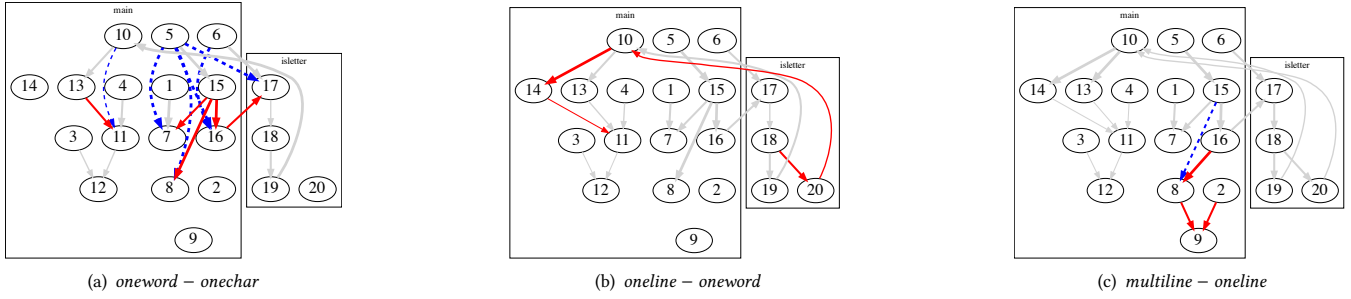 main
10 5 6
isletter
14 13 4 1 15 17
3 11 7 16 18
12 8 2 19 20
9
(a) oneword – onechar
main
10 5 6
isletter
14 13 4 1 15 17
3 11 7 16 18
12 8 2 19 20
9
(b) oneline – oneword
main
10 5 6
isletter
14 13 4 1 15 17
3 11 7 16 18
12 8 2 19 20
9
(c) multiline – oneline